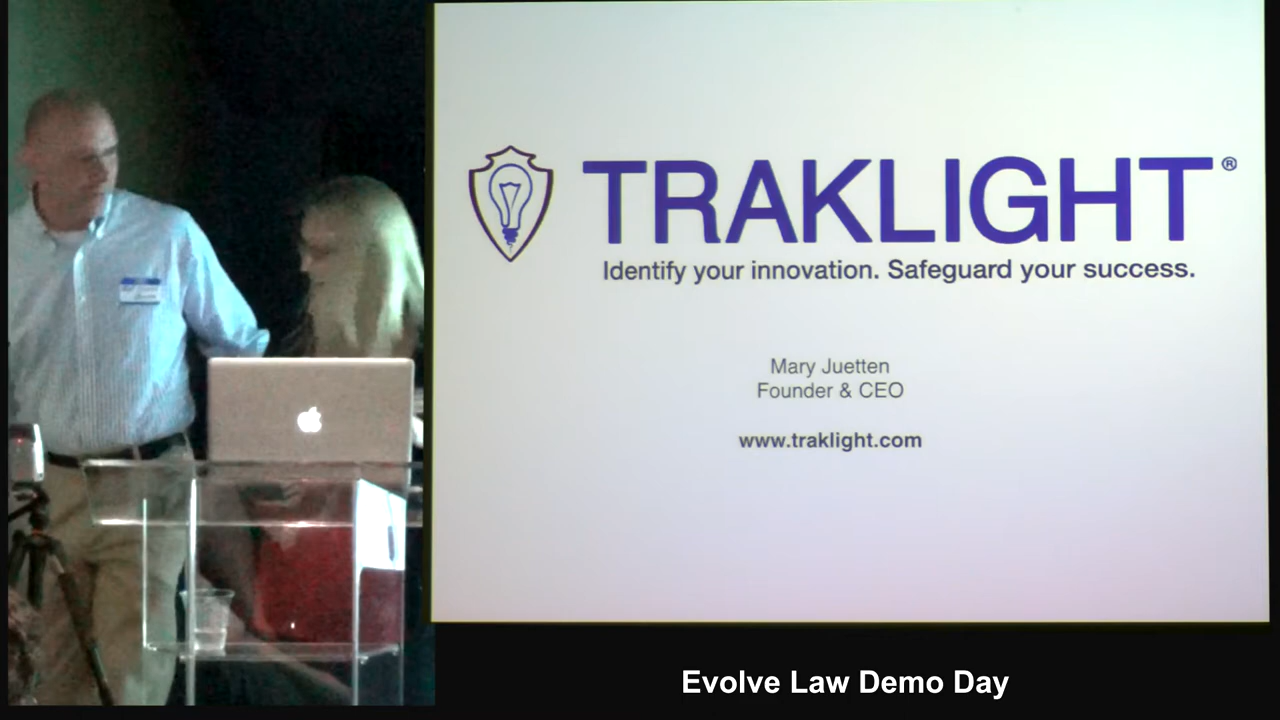 TRAKLIGHT®
Identify your innovation. Safeguard your success.
Mary Juetten
Founder & CEO
www.traklight.com
Evolve Law Demo Day